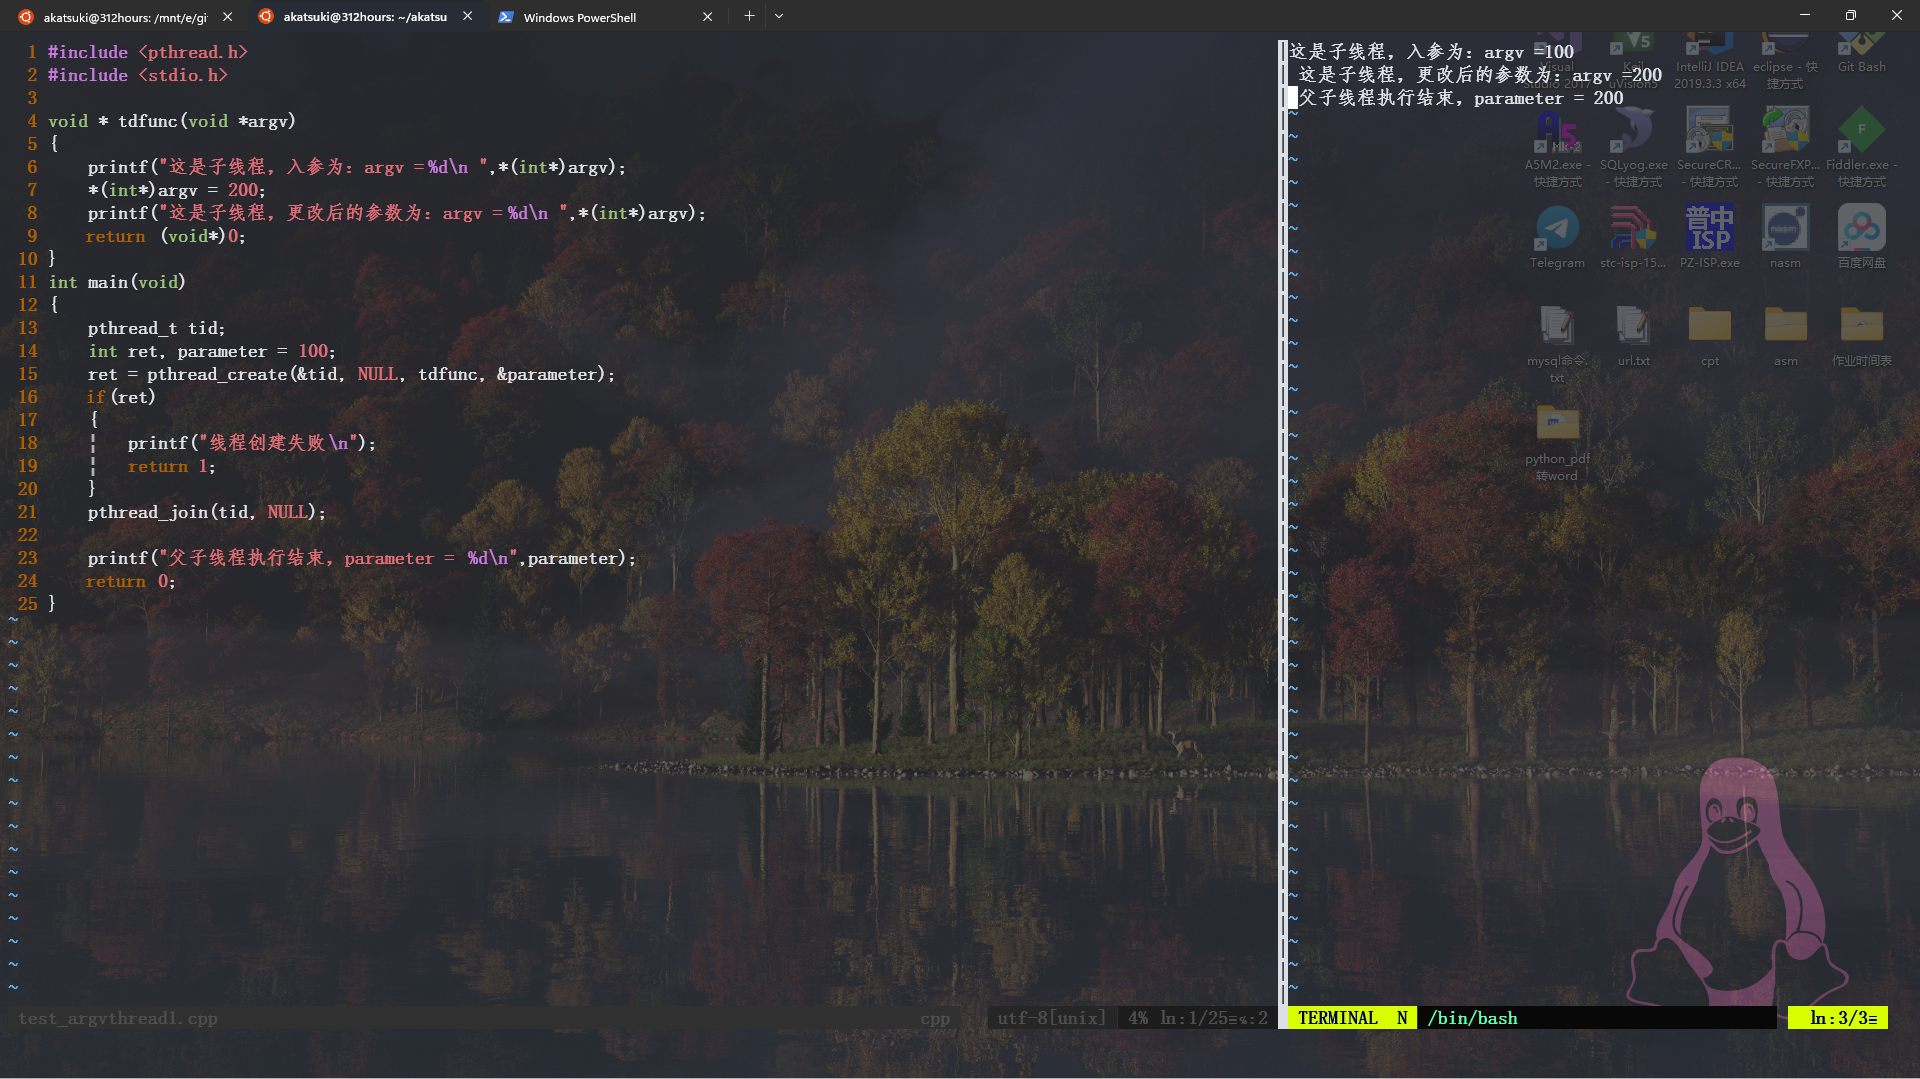 akatsuki@312hours: /mnt/e/gi
akatsuki@312hours: ~/akatsu
Windows PowerShell
1 #include <pthread.h>
2 #include <stdio.h>
3
4 void * tdfunc(void *argv)
5 {
6     printf("这是子线程，入参为：argv =%d\n ",*(int*)argv);
7     *(int*)argv = 200;
8     printf("这是子线程，更改后的参数为：argv =%d\n ",*(int*)argv);
9     return (void*)0;
10 }
11 int main(void)
12 {
13     pthread_t tid;
14     int ret, parameter = 100;
15     ret = pthread_create(&tid, NULL, tdfunc, &parameter);
16     if(ret)
17     {
18     ¦   printf("线程创建失败\n");
19     ¦   return 1;
20     }
21     pthread_join(tid, NULL);
22
23     printf("父子线程执行结束，parameter = %d\n",parameter);
24     return 0;
25 }
test_argvthread1.cpp
cpp
utf-8[unix]
4% ln:1/25≡℅:2
这是子线程，入参为：argv =100
这是子线程，更改后的参数为：argv =200
父子线程执行结束，parameter = 200
Visual Studio 2017
Keil uVision5
IntelliJ IDEA 2019.3.3 x64
eclipse - 快捷方式
Git Bash
A5M2.exe - 快捷方式
SQLyog.exe - 快捷方式
SecureCR... - 快捷方式
SecureFXP... - 快捷方式
Fiddler.exe - 快捷方式
普中
ISP
nasm
Telegram
stc-isp-15...
PZ-ISP.exe
nasm
百度网盘
mysql命令.txt
url.txt
cpt
asm
作业时间表
python_pdf转word
TERMINAL N
/bin/bash
ln:3/3≡